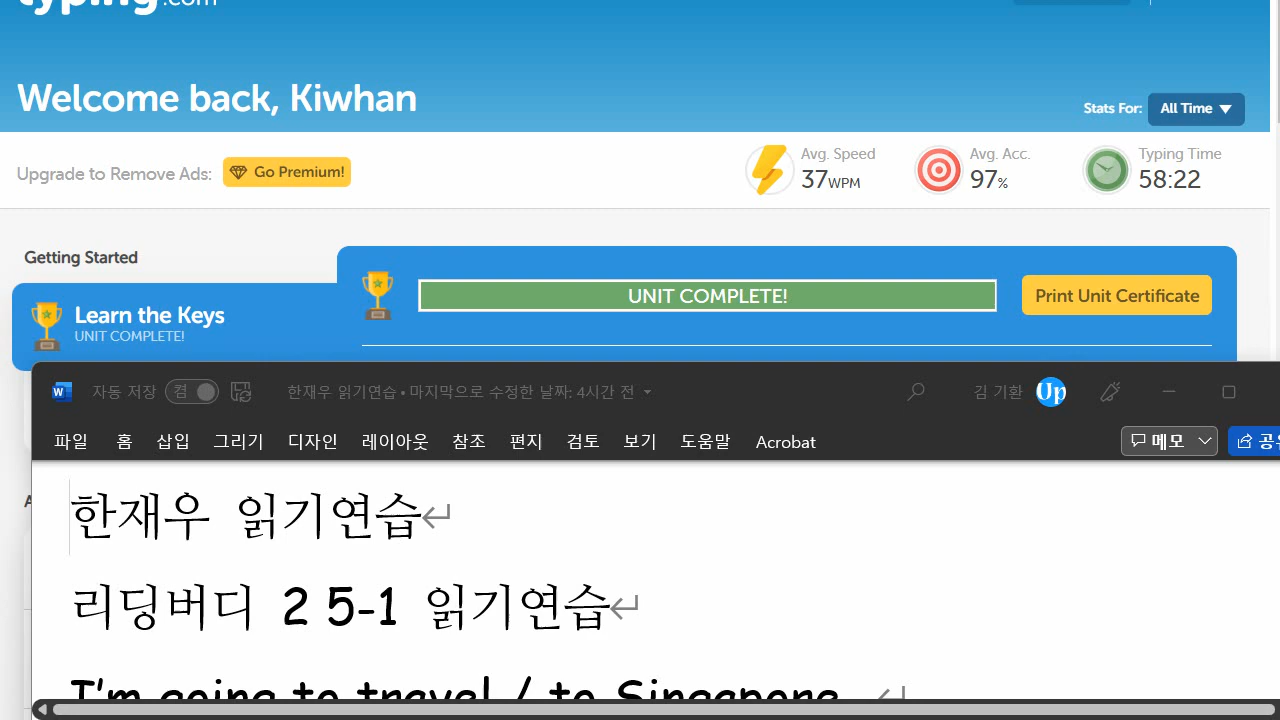 typing.com
Welcome back, Kiwhan
Stats For: All Time
Upgrade to Remove Ads: Go Premium!
Avg. Speed
37WPM
Avg. Acc.
97%
Typing Time
58:22
Getting Started
UNIT COMPLETE!
Print Unit Certificate
Learn the Keys
UNIT COMPLETE!
자동 저장 켬 한재우 읽기연습 • 마지막으로 수정한 날짜: 4시간 전 김 기환 Up
파일 홈 삽입 그리기 디자인 레이아웃 참조 편지 검토 보기 도움말 Acrobat 메모
한재우 읽기연습
리딩버디 2 5-1 읽기연습
I'm going to travel / to Singapore